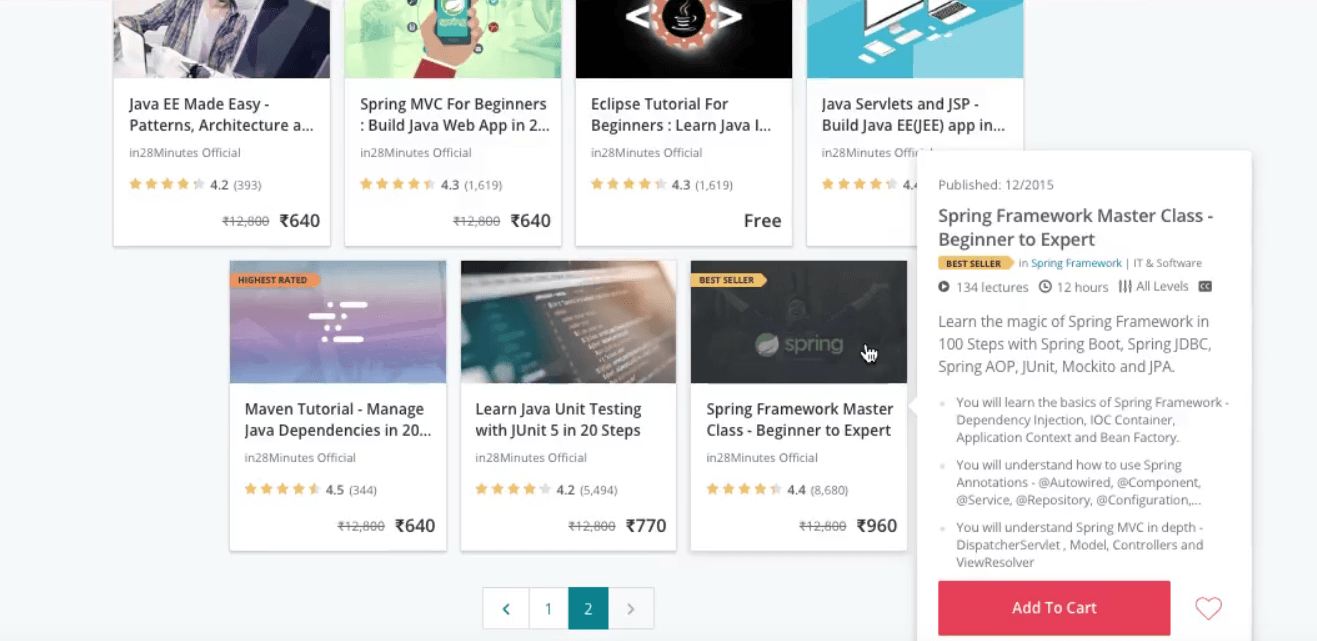 spring
Java EE Made Easy -
Patterns, Architecture a...
in28Minutes Official
4.2 (393)
₹12,800 ₹640
Spring MVC For Beginners
: Build Java Web App in 2...
in28Minutes Official
4.3 (1,619)
₹12,800 ₹640
Eclipse Tutorial For
Beginners : Learn Java I...
in28Minutes Official
4.3 (1,619)
Free
Java Servlets and JSP -
Build Java EE(JEE) app in...
in28Minutes Offic
4.4
HIGHEST RATED
Maven Tutorial - Manage
Java Dependencies in 20...
in28Minutes Official
4.5 (344)
₹12,800 ₹640
Learn Java Unit Testing
with JUnit 5 in 20 Steps
in28Minutes Official
4.2 (5,494)
₹12,800 ₹770
BEST SELLER
spring
Spring Framework Master
Class - Beginner to Expert
in28Minutes Official
4.4 (8,680)
₹12,800 ₹960
Published: 12/2015
Spring Framework Master Class -
Beginner to Expert
BEST SELLER in Spring Framework | IT & Software
134 lectures 12 hours All Levels CC
Learn the magic of Spring Framework in
100 Steps with Spring Boot, Spring JDBC,
Spring AOP, JUnit, Mockito and JPA.
You will learn the basics of Spring Framework -
Dependency Injection, IOC Container,
Application Context and Bean Factory.
You will understand how to use Spring
Annotations - @Autowired, @Component,
@Service, @Repository, @Configuration,...
You will understand Spring MVC in depth -
DispatcherServlet , Model, Controllers and
ViewResolver
Add To Cart
1 2